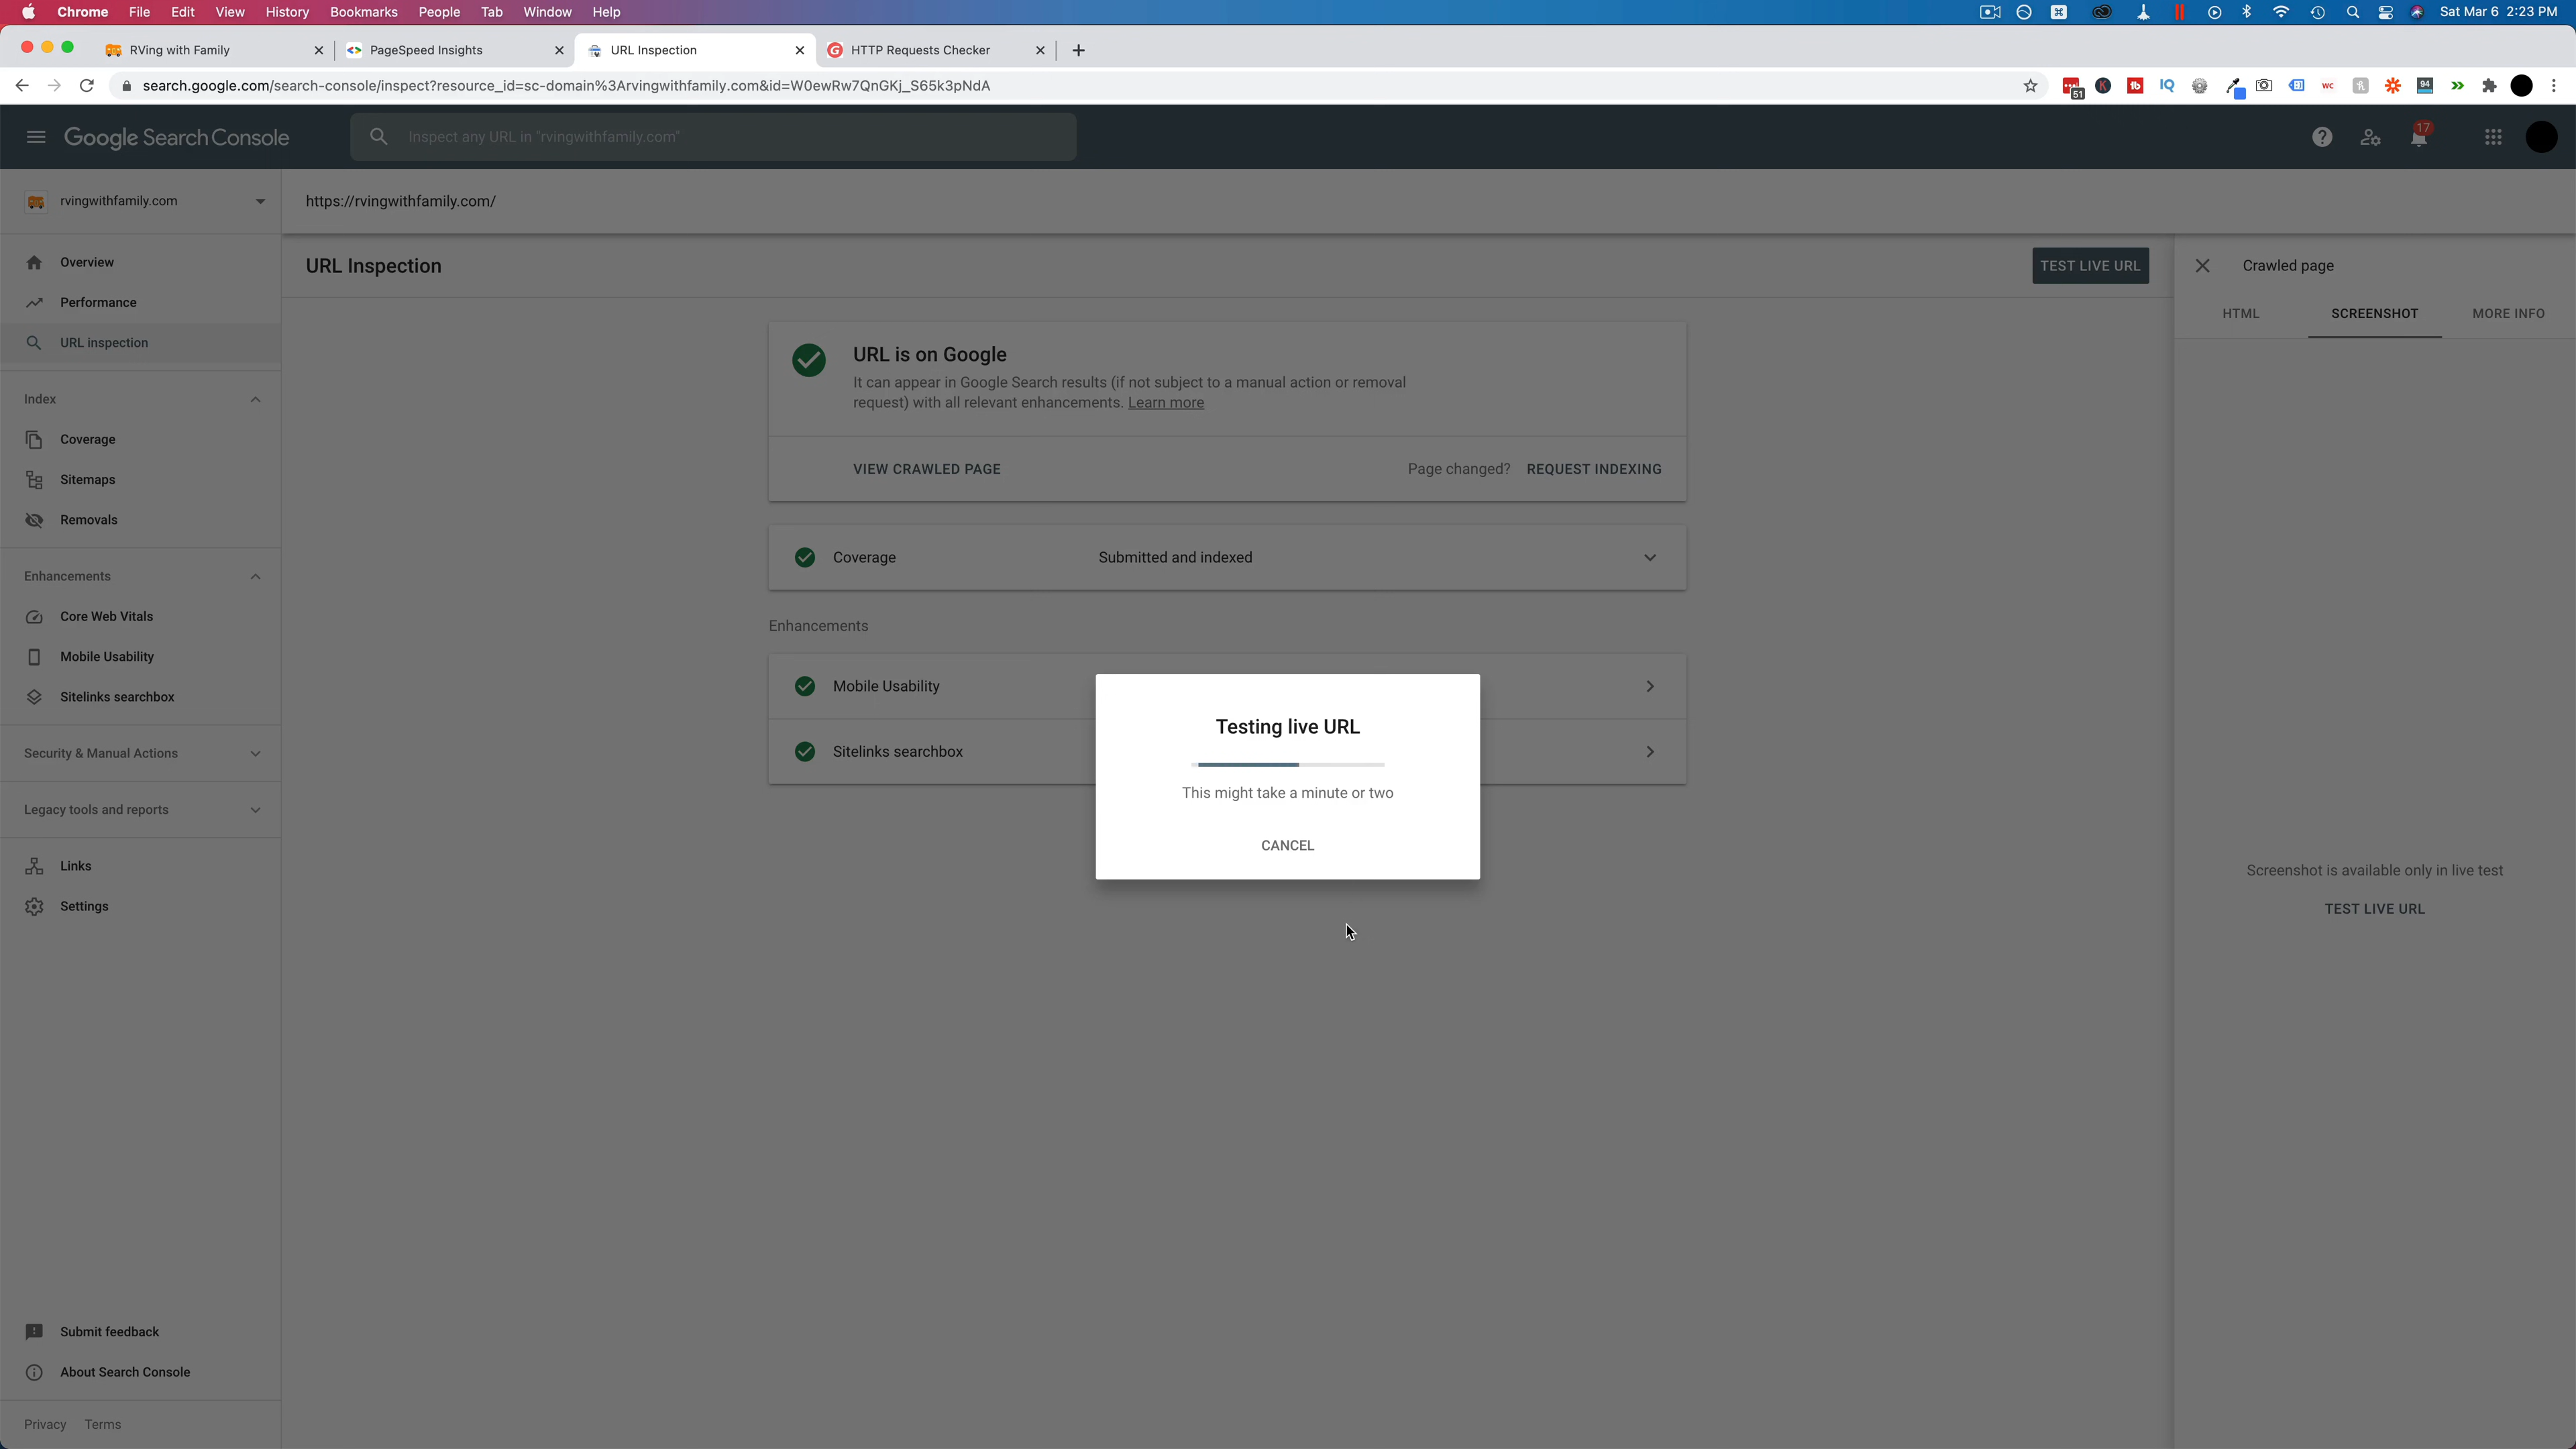 Chrome File Edit View History Bookmarks People Tab Window Help
Sat Mar 6 2:23 PM
RVing with Family
PageSpeed Insights
URL Inspection
HTTP Requests Checker
search.google.com/search-console/inspect?resource_id=sc-domain%3Arvingwithfamily.com&id=W0ewRw7QnGKj_S65k3pNdA
51
IQ
WC
94
Google Search Console
Inspect any URL in "rvingwithfamily.com"
17
rvingwithfamily.com
https://rvingwithfamily.com/
Overview
Performance
URL inspection
Index
Coverage
Sitemaps
Removals
Enhancements
Core Web Vitals
Mobile Usability
Sitelinks searchbox
Security & Manual Actions
Legacy tools and reports
Links
Settings
Submit feedback
About Search Console
Privacy Terms
URL Inspection
TEST LIVE URL
URL is on Google
It can appear in Google Search results (if not subject to a manual action or removal
request) with all relevant enhancements. Learn more
VIEW CRAWLED PAGE
Page changed? REQUEST INDEXING
Coverage Submitted and indexed
Enhancements
Mobile Usability
Sitelinks searchbox
Testing live URL
This might take a minute or two
CANCEL
Crawled page
HTML SCREENSHOT MORE INFO
Screenshot is available only in live test
TEST LIVE URL